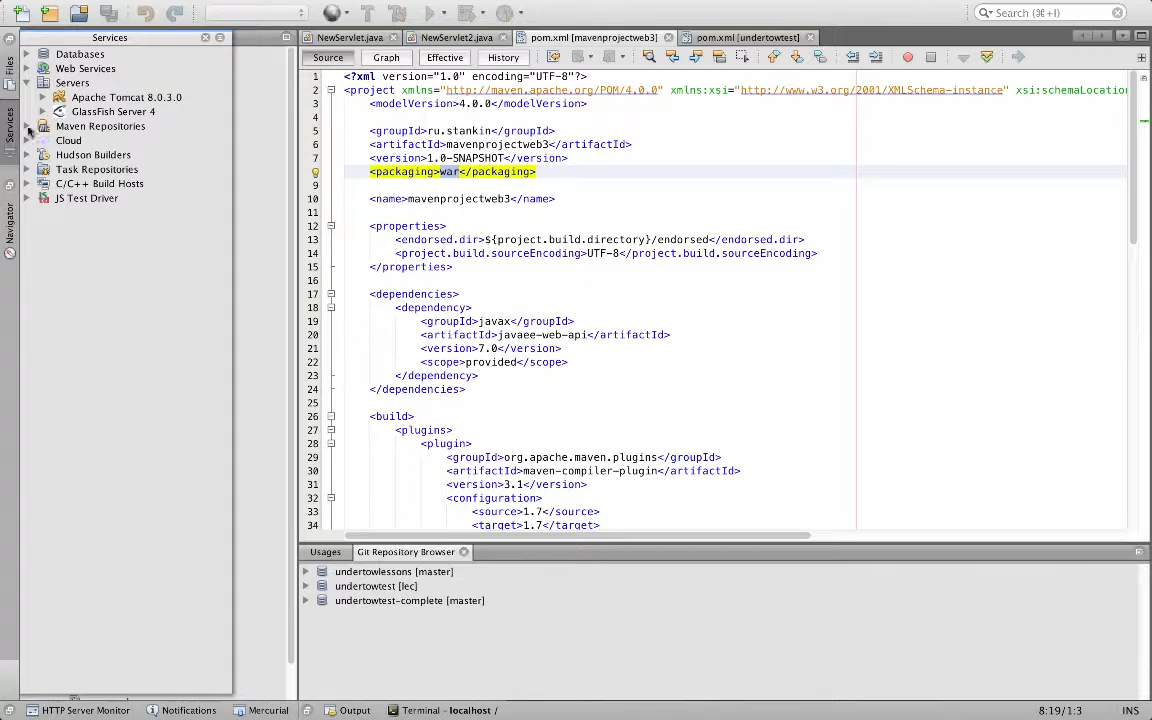 Search (⌘+I)
Services
NewServlet.java
NewServlet2.java
pom.xml [mavenprojectweb3]
pom.xml [undertowtest]
Source
Graph
Effective
History
Files
Services
Navigator
Databases
Web Services
Servers
Apache Tomcat 8.0.3.0
GlassFish Server 4
Maven Repositories
Cloud
Hudson Builders
Task Repositories
C/C++ Build Hosts
JS Test Driver
1 <?xml version="1.0" encoding="UTF-8"?>
2 <project xmlns="http://maven.apache.org/POM/4.0.0" xmlns:xsi="http://www.w3.org/2001/XMLSchema-instance" xsi:schemaLocation
3 <modelVersion>4.0.0</modelVersion>
4
5 <groupId>ru.stankin</groupId>
6 <artifactId>mavenprojectweb3</artifactId>
7 <version>1.0-SNAPSHOT</version>
<packaging>war</packaging>
9
10 <name>mavenprojectweb3</name>
11
12 <properties>
13 <endorsed.dir>${project.build.directory}/endorsed</endorsed.dir>
14 <project.build.sourceEncoding>UTF-8</project.build.sourceEncoding>
15 </properties>
16
17 <dependencies>
18 <dependency>
19 <groupId>javax</groupId>
20 <artifactId>javaee-web-api</artifactId>
21 <version>7.0</version>
22 <scope>provided</scope>
23 </dependency>
24 </dependencies>
25
26 <build>
27 <plugins>
28 <plugin>
29 <groupId>org.apache.maven.plugins</groupId>
30 <artifactId>maven-compiler-plugin</artifactId>
31 <version>3.1</version>
32 <configuration>
33 <source>1.7</source>
34 <target>1.7</target>
Usages
Git Repository Browser
undertowlessons [master]
undertowtest [lec]
undertowtest-complete [master]
HTTP Server Monitor
Notifications
Mercurial
Output
Terminal - localhost /
8:19/1:3
INS